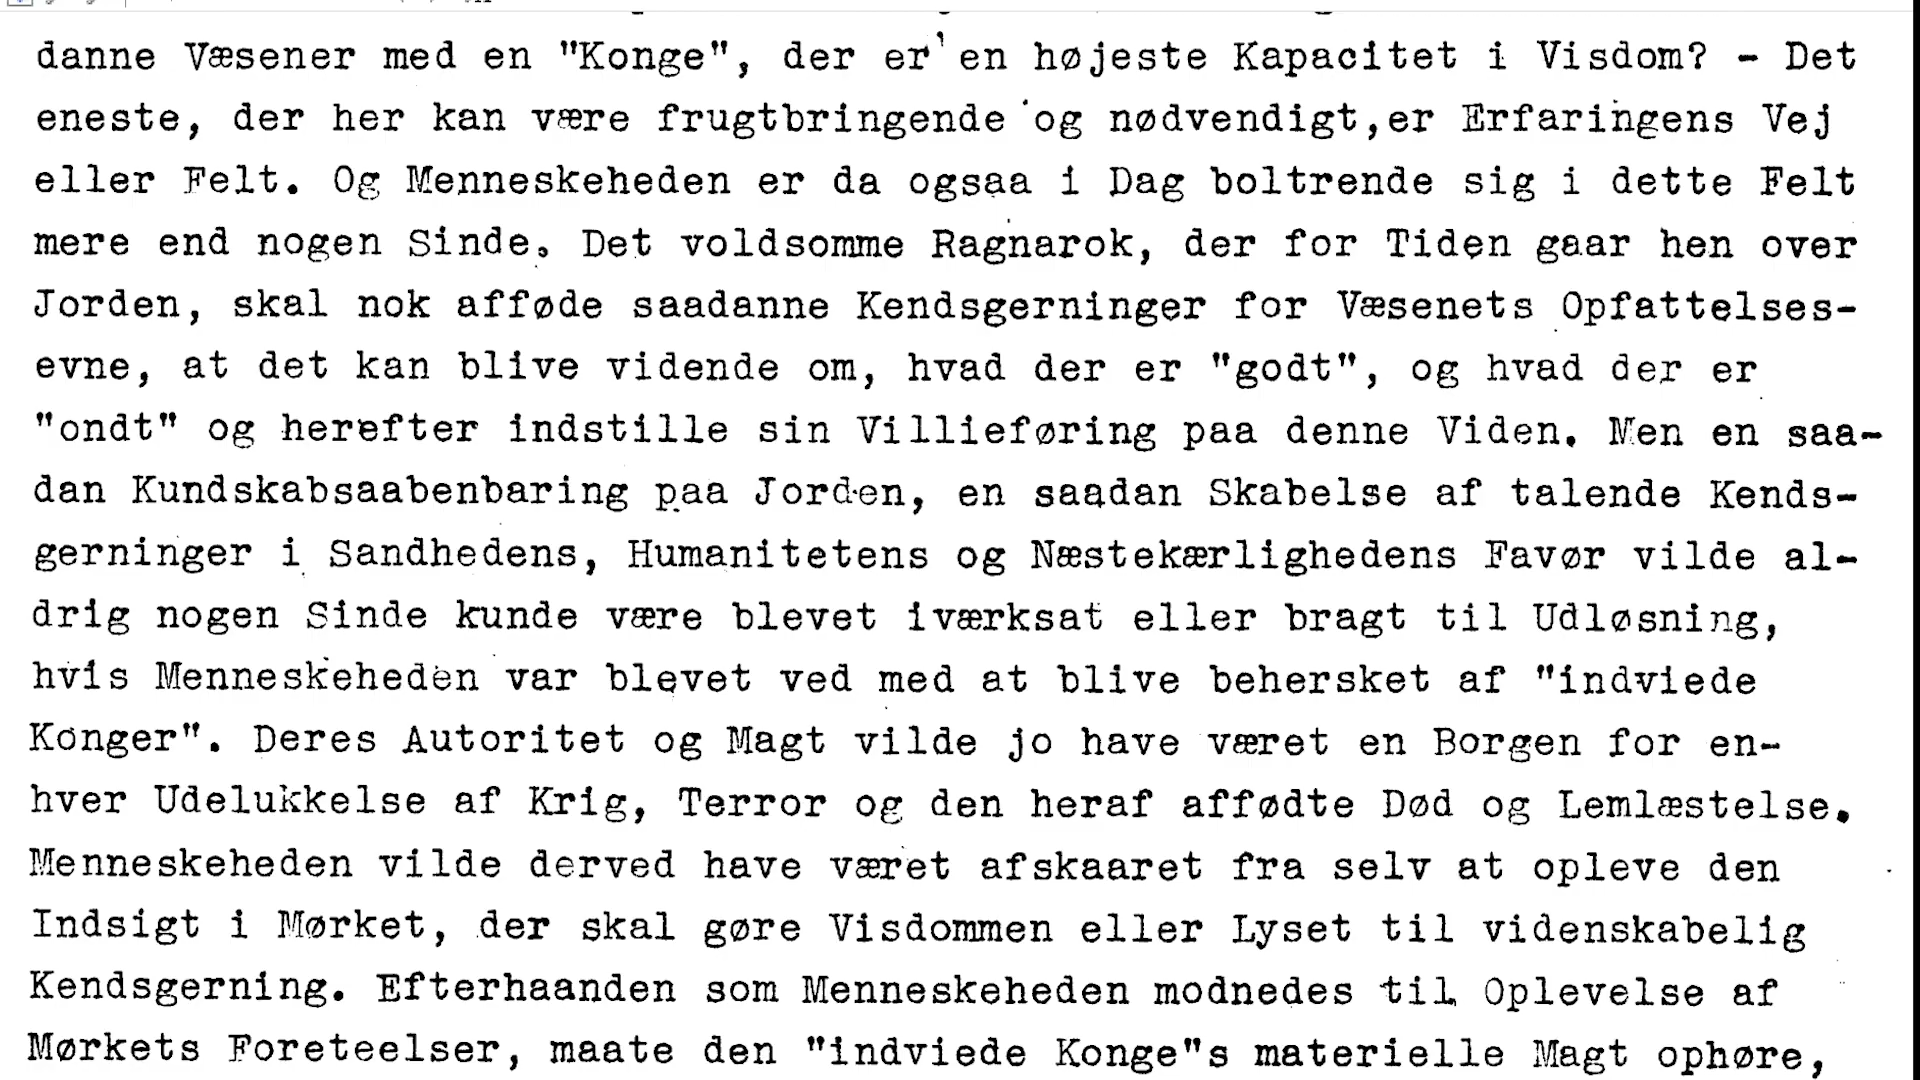 danne Væsener med en "Konge", der er en højeste Kapacitet i Visdom? - Det
eneste, der her kan være frugtbringende og nødvendigt,er Erfaringens Vej
eller Felt. Og Menneskeheden er da ogsaa i Dag boltrende sig i dette Felt
mere end nogen Sinde. Det voldsomme Ragnarok, der for Tiden gaar hen over
Jorden, skal nok afføde saadanne Kendsgerninger for Væsenets Opfattelses-
evne, at det kan blive vidende om, hvad der er "godt", og hvad der er
"ondt" og herefter indstille sin Villieføring paa denne Viden. Men en saa-
dan Kundskabsaabenbaring paa Jorden, en saadan Skabelse af talende Kends-
gerninger i Sandhedens, Humanitetens og Næstekærlighedens Favør vilde al-
drig nogen Sinde kunde være blevet iværksat eller bragt til Udløsning,
hvis Menneskeheden var blevet ved med at blive behersket af "indviede
Konger". Deres Autoritet og Magt vilde jo have været en Borgen for en-
hver Udelukkelse af Krig, Terror og den heraf affødte Død og Lemlæstelse.
Menneskeheden vilde derved have været afskaaret fra selv at opleve den
Indsigt i Mørket, der skal gøre Visdommen eller Lyset til videnskabelig
Kendsgerning. Efterhaanden som Menneskeheden modnedes til Oplevelse af
Mørkets Foreteelser, maate den "indviede Konge"s materielle Magt ophøre,